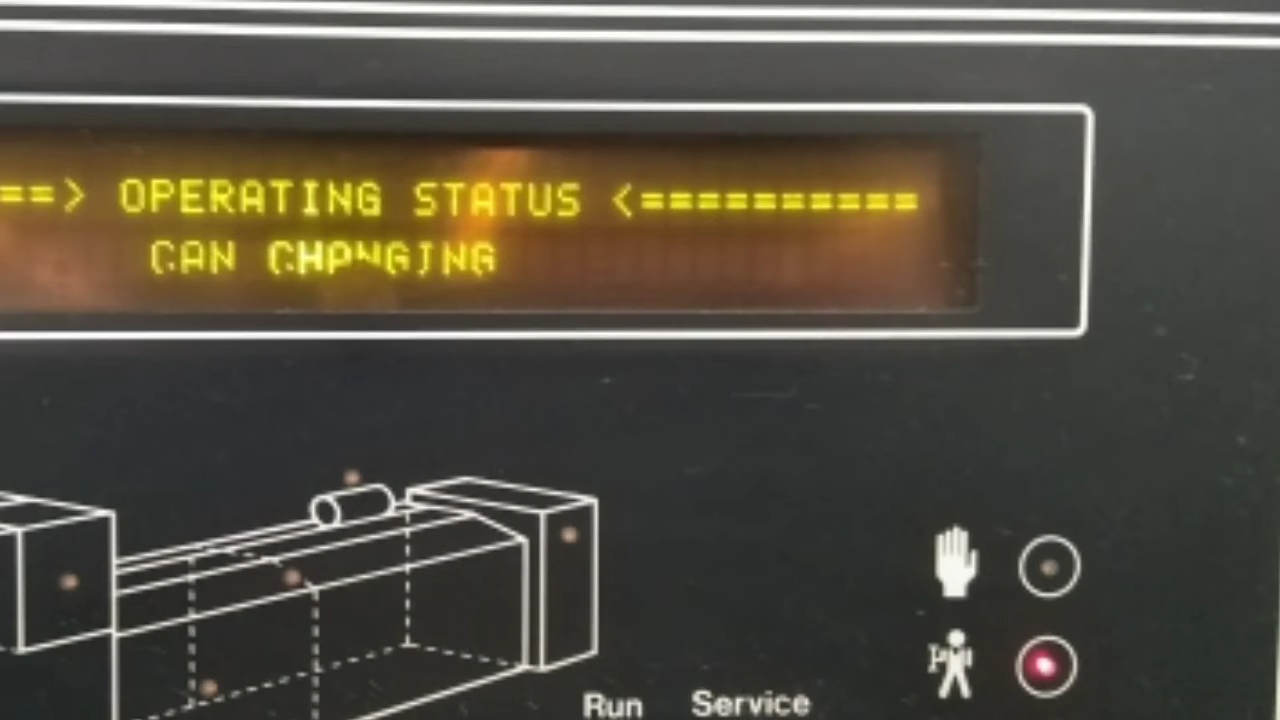 ==> OPERATING STATUS <==========
CAN CHANGING
Run Service